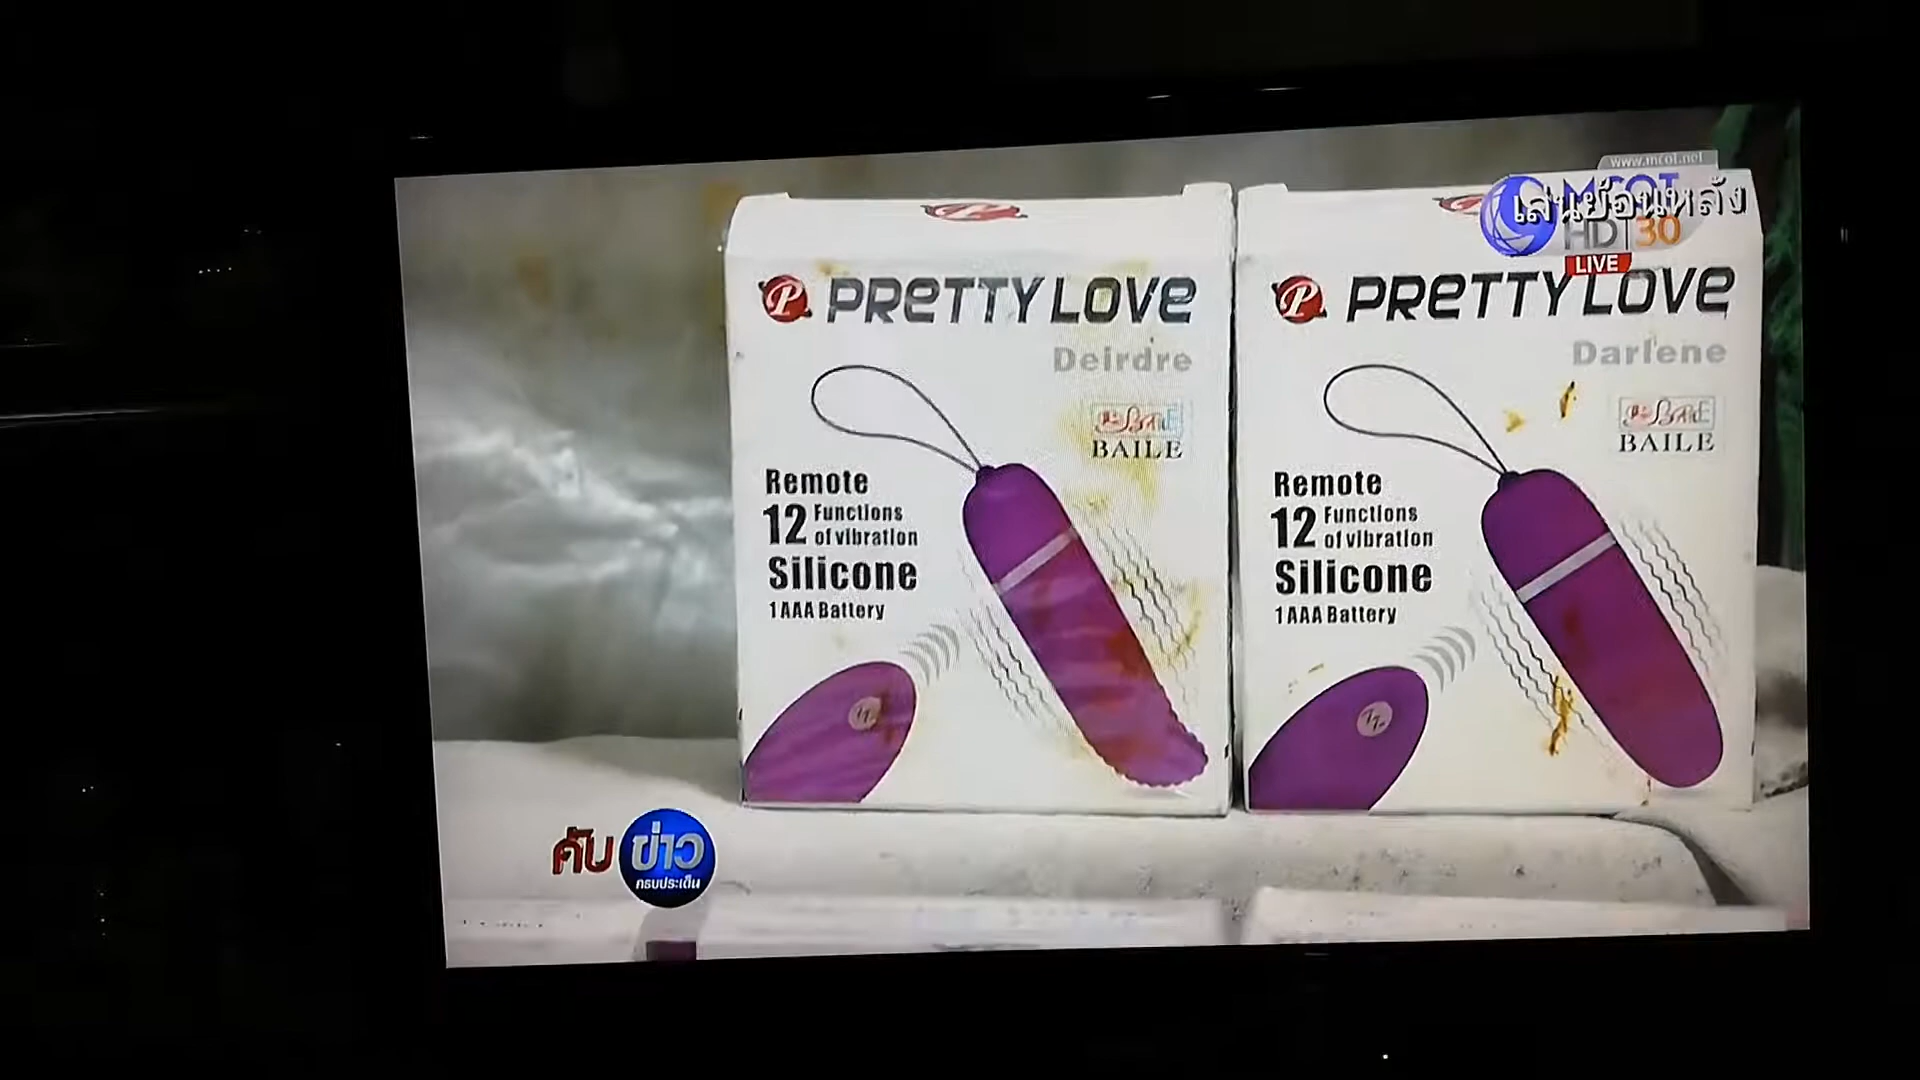 www.mcot.net
MCOT
เล่นย้อนหลัง
HD 30
LIVE
PRETTY LOVE
Deirdre
BAILE
BAILE
Remote
12 Functions
of vibration
Silicone
1 AAA Battery
PRETTY LOVE
Darlene
BAILE
BAILE
Remote
12 Functions
of vibration
Silicone
1 AAA Battery
คับ ข่าว
ครบประเด็น